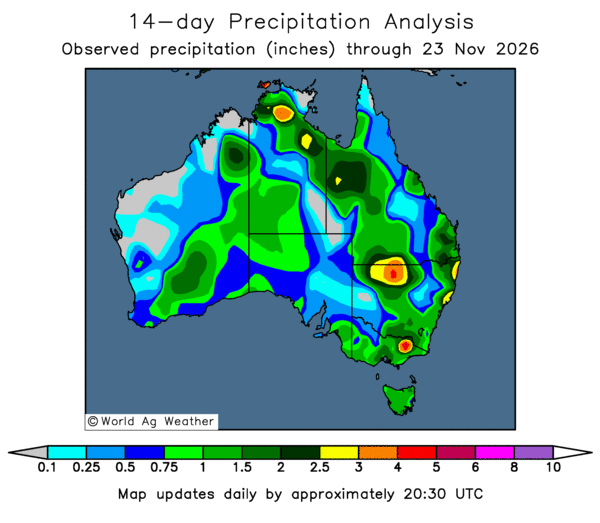 14-day Precipitation Analysis
Observed precipitation (inches) through 23 Nov 2026
©World Ag Weather
0.1 0.25 0.5 0.75 1 1.5 2 2.5 3 4 5 6 8 10
Map updates daily by approximately 20:30 UTC